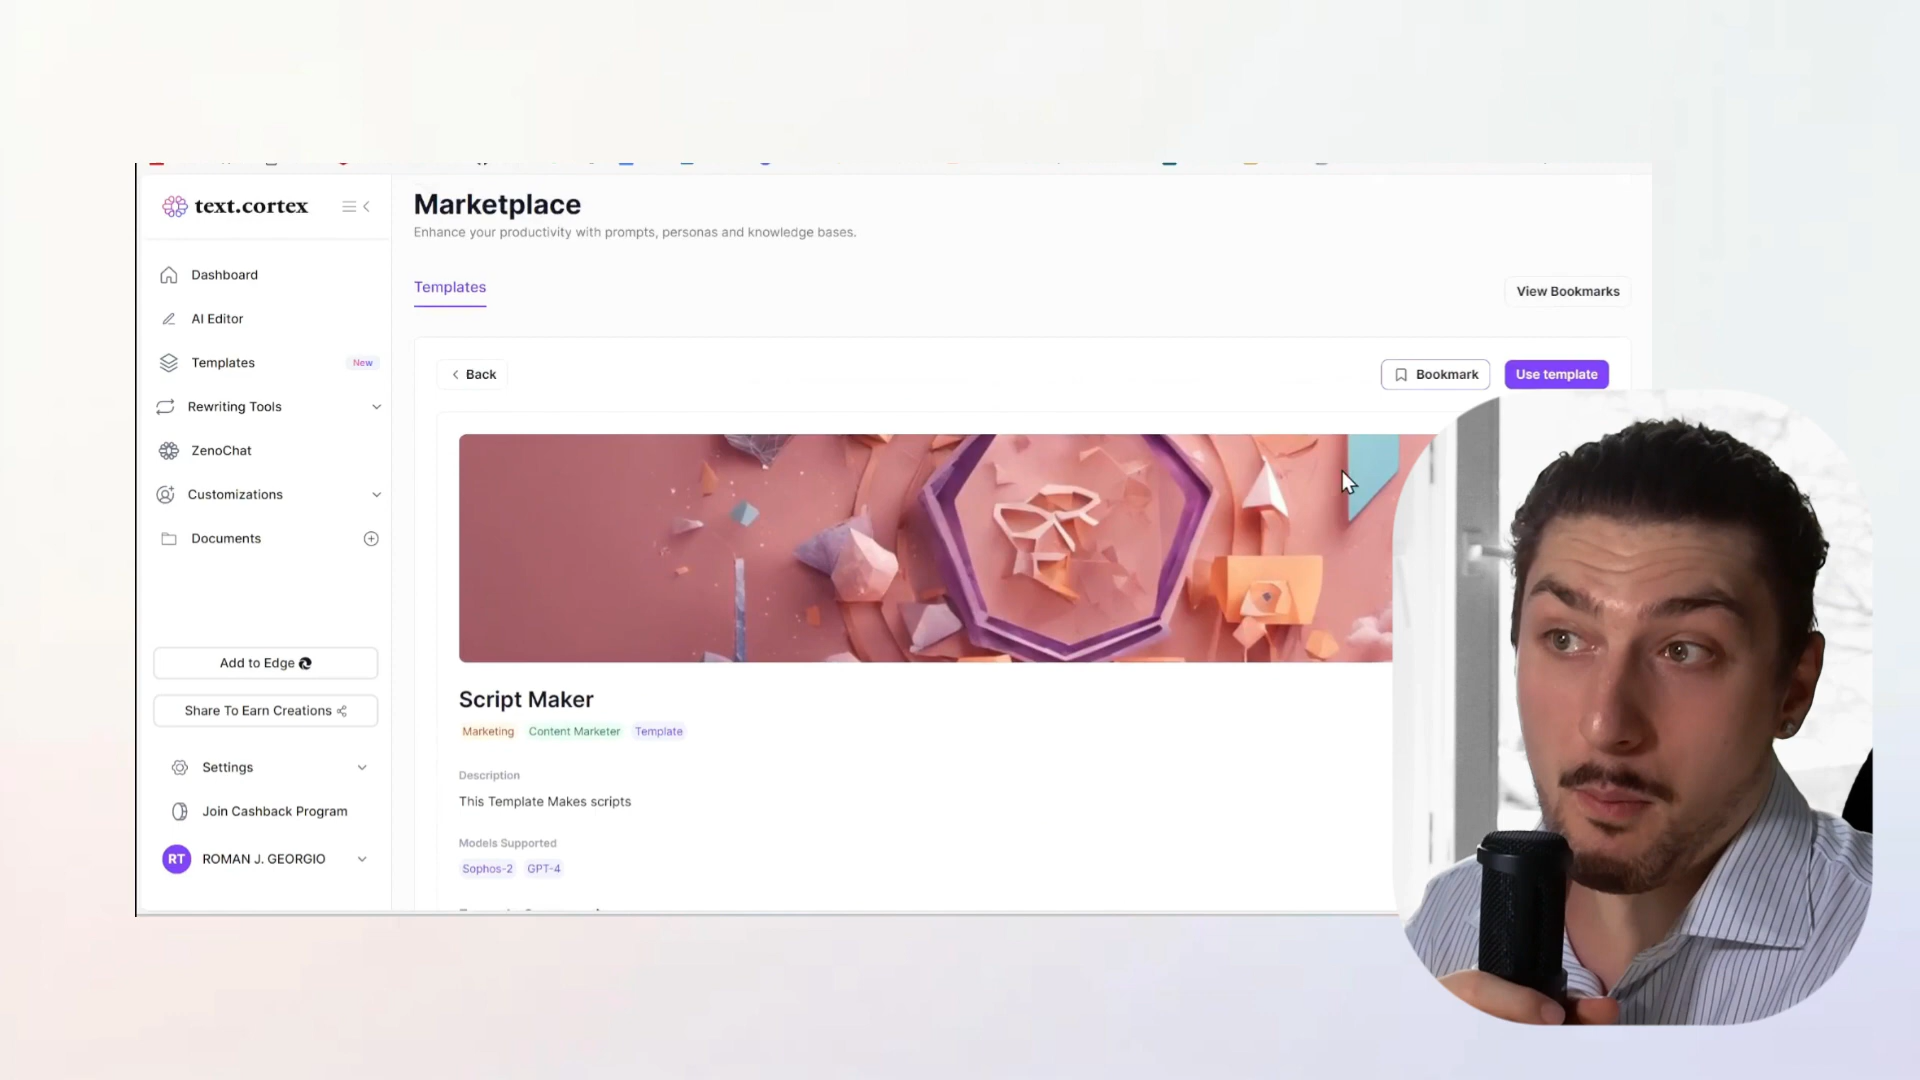 text.cortex
Dashboard
AI Editor
Templates New
Rewriting Tools
ZenoChat
Customizations
Documents
Add to Edge
Share To Earn Creations
Settings
Join Cashback Program
RT ROMAN J. GEORGIO
Marketplace
Enhance your productivity with prompts, personas and knowledge bases.
Templates
View Bookmarks
Back
Bookmark
Use template
Script Maker
Marketing Content Marketer Template
Description
This Template Makes scripts
Models Supported
Sophos-2 GPT-4